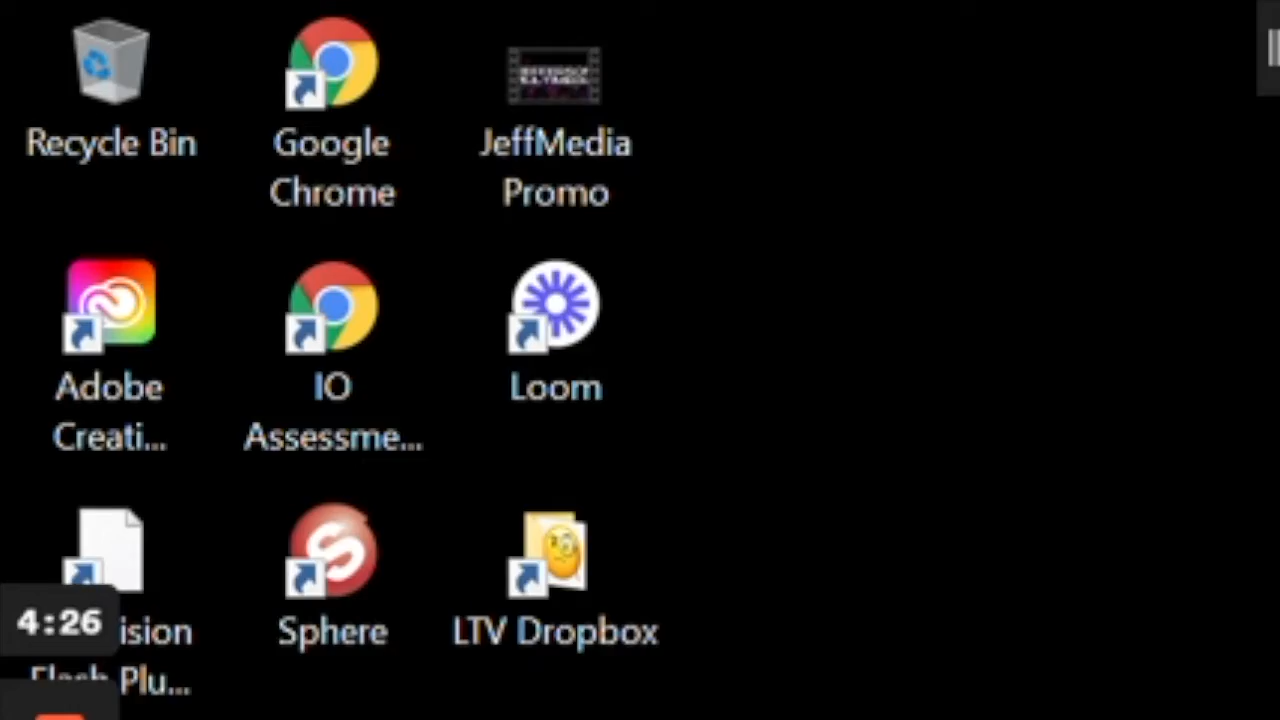 Recycle Bin
Google
Chrome
JeffMedia
Promo
Adobe
Creati...
IO
Assessme...
Loom
4:26
ision
Flash Plu...
Sphere
LTV Dropbox